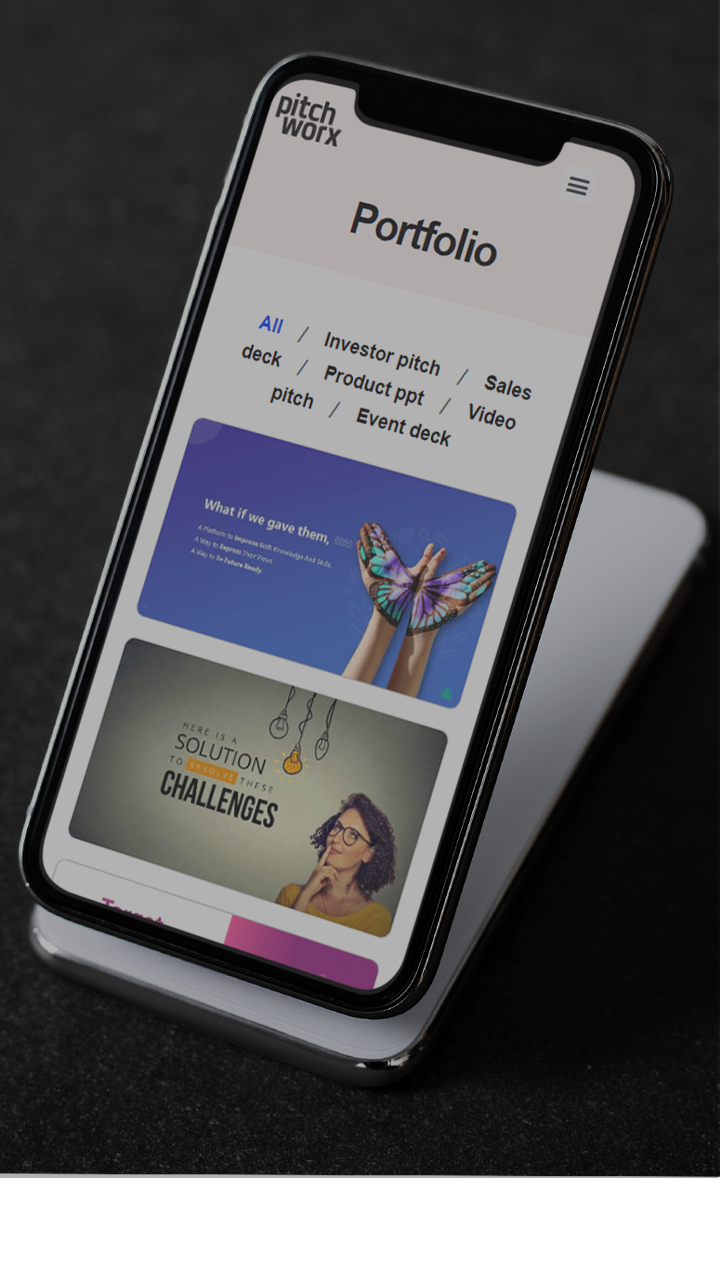 pitch
worx
Portfolio
All / Investor pitch / Sales
deck / Product ppt / Video
pitch / Event deck
What if we gave them,
A Platform to Improve Both Knowledge And Skills.
A Way to Express Their Views.
A Way to Be Future Ready
HERE IS A
SOLUTION
TO RESOLVE THESE
CHALLENGES
Target